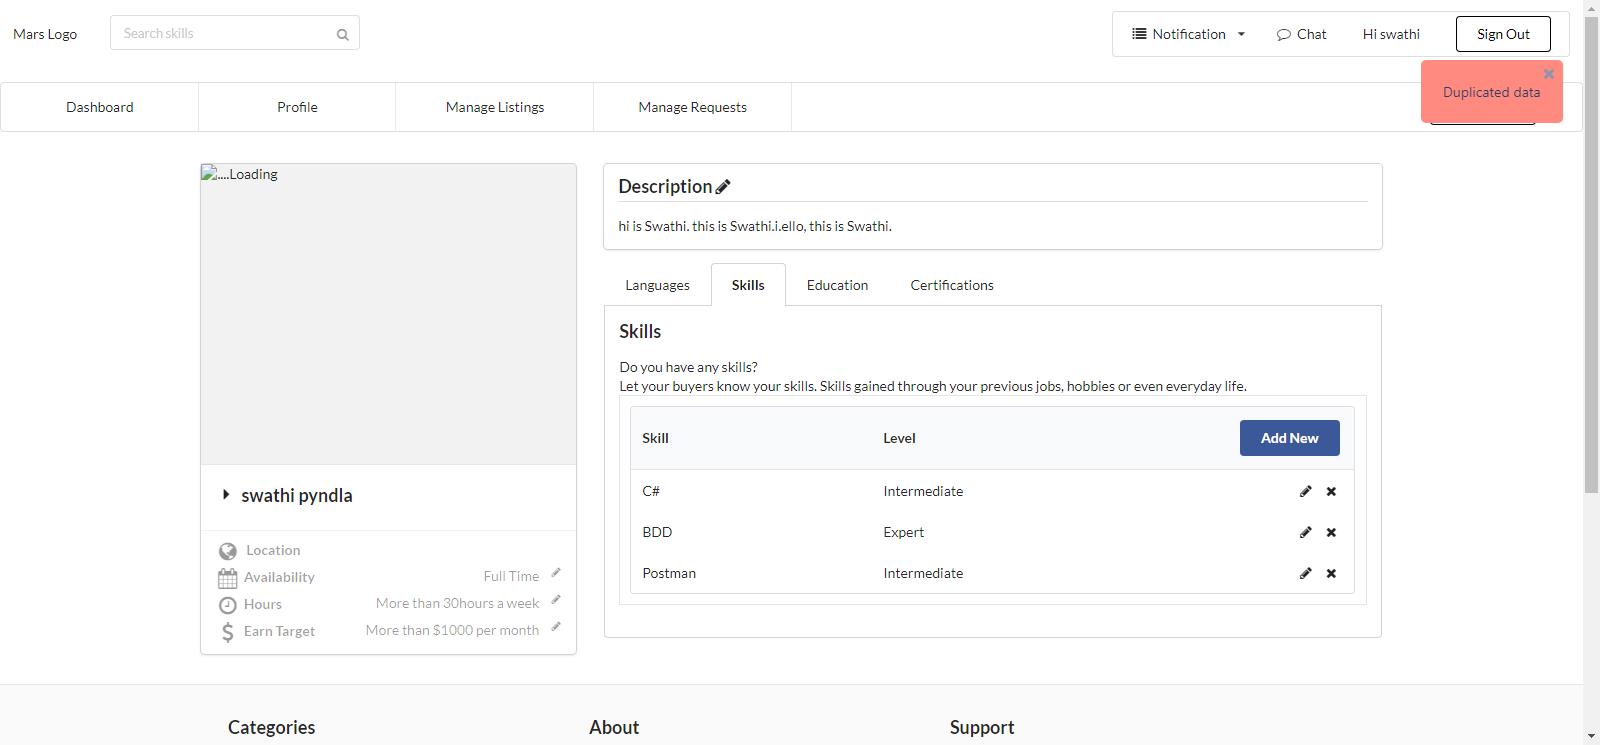 Mars Logo
Search skills
Notification
Chat
Hi swathi
Sign Out
Duplicated data
Dashboard
Profile
Manage Listings
Manage Requests
....Loading
swathi pyndla
Location
Availability
Full Time
Hours
More than 30hours a week
Earn Target
More than $1000 per month
Description
hi is Swathi. this is Swathi.i.ello, this is Swathi.
Languages
Skills
Education
Certifications
Skills
Do you have any skills?
Let your buyers know your skills. Skills gained through your previous jobs, hobbies or even everyday life.
Skill
Level
Add New
C#
Intermediate
BDD
Expert
Postman
Intermediate
Categories
About
Support